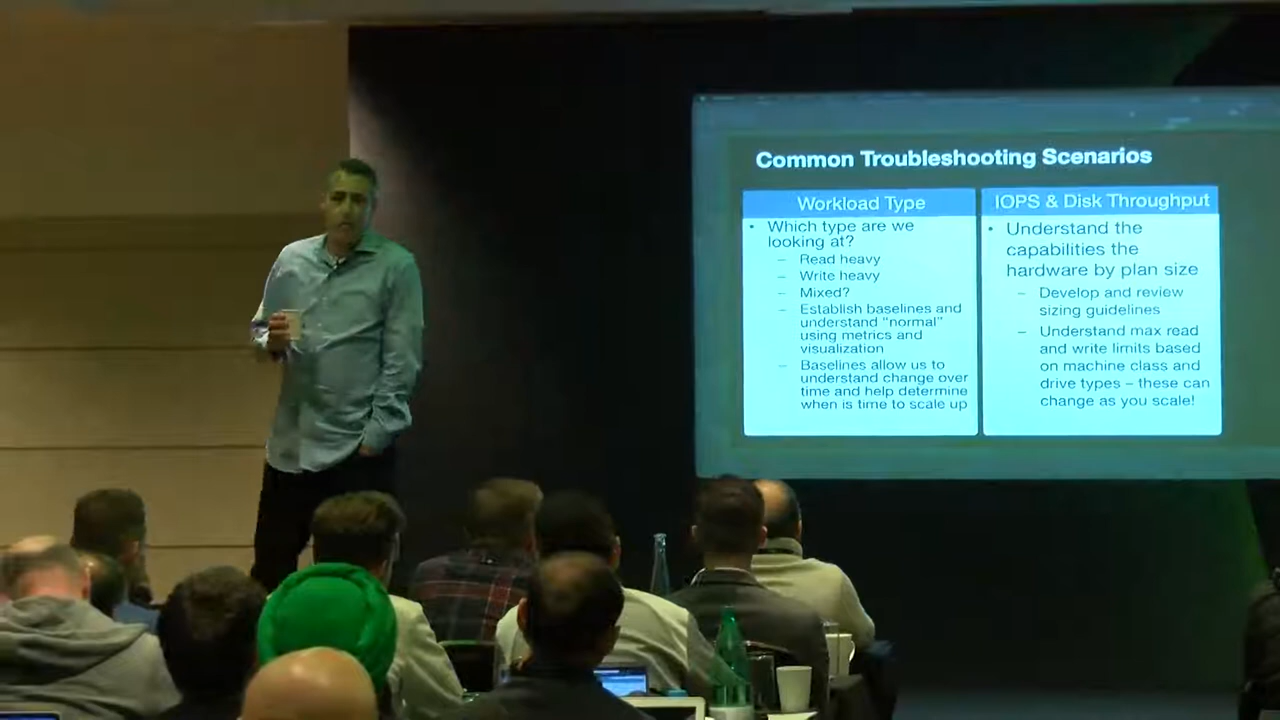 Common Troubleshooting Scenarios
Workload Type
• Which type are we
looking at?
– Read heavy
– Write heavy
– Mixed?
– Establish baselines and
understand "normal"
using metrics and
visualization
– Baselines allow us to
understand change over
time and help determine
when is time to scale up
IOPS & Disk Throughput
• Understand the
capabilities the
hardware by plan size
– Develop and review
sizing guidelines
– Understand max read
and write limits based
on machine class and
drive types – these can
change as you scale!